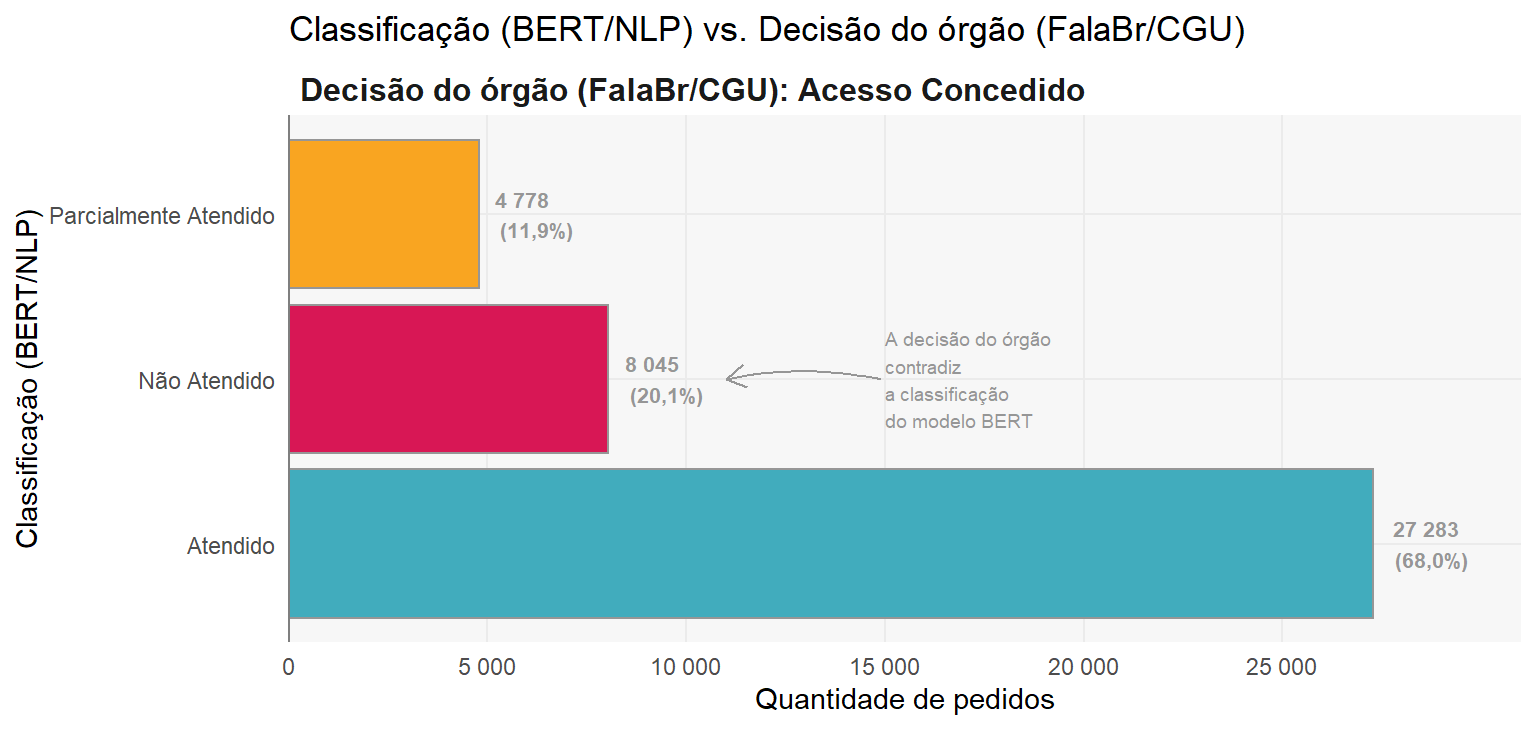 Classificação (BERT/NLP) vs. Decisão do órgão (FalaBr/CGU)
Decisão do órgão (FalaBr/CGU): Acesso Concedido
Classificação (BERT/NLP)
Parcialmente Atendido
4 778
(11,9%)
Não Atendido
8 045
(20,1%)
A decisão do órgão
contradiz
a classificação
do modelo BERT
Atendido
27 283
(68,0%)
0
5 000
10 000
15 000
20 000
25 000
Quantidade de pedidos